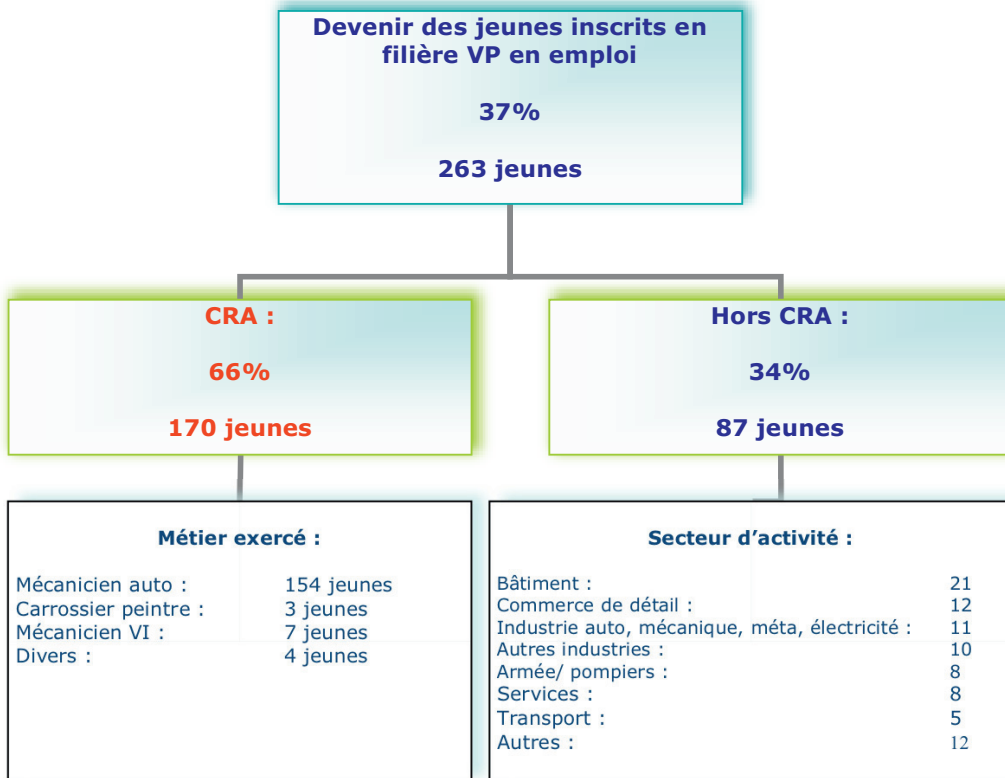 Devenir des jeunes inscrits en
filière VP en emploi
37%
263 jeunes
CRA :
66%
170 jeunes
Hors CRA :
34%
87 jeunes
Métier exercé :
Mécanicien auto : 154 jeunes
Carrossier peintre : 3 jeunes
Mécanicien VI : 7 jeunes
Divers : 4 jeunes
Secteur d'activité :
Bâtiment : 21
Commerce de détail : 12
Industrie auto, mécanique, méta, électricité : 11
Autres industries : 10
Armée/ pompiers : 8
Services : 8
Transport : 5
Autres : 12